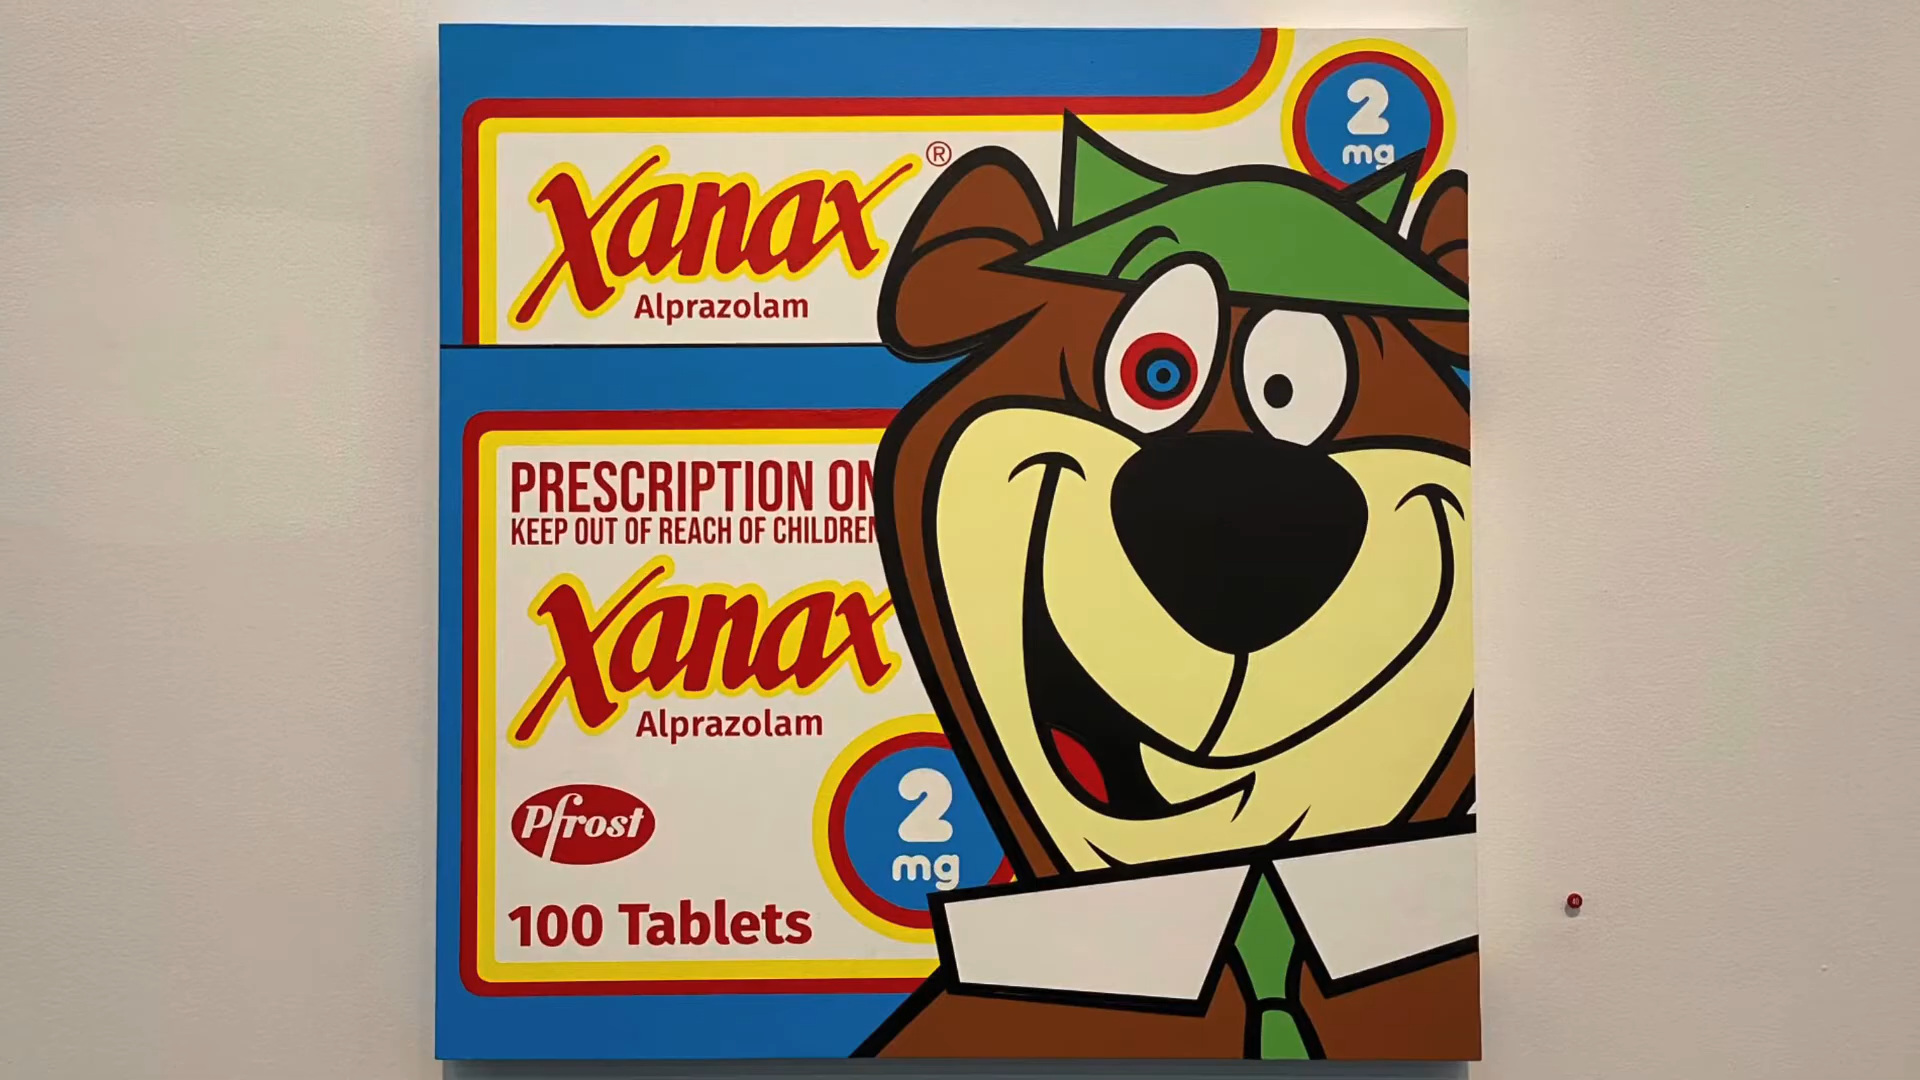 2
mg
Xanax®
Alprazolam
PRESCRIPTION ON
KEEP OUT OF REACH OF CHILDREN
Xanax
Alprazolam
Pfrost
2
mg
100 Tablets